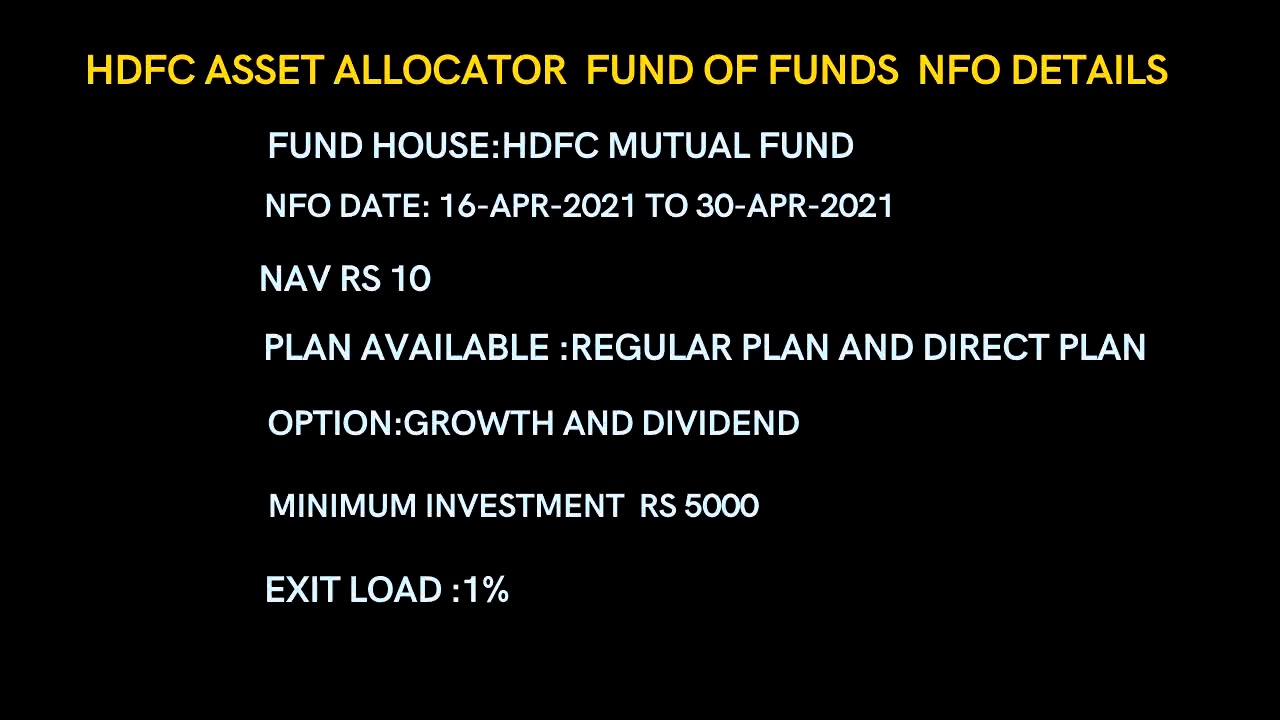 HDFC ASSET ALLOCATOR FUND OF FUNDS NFO DETAILS
FUND HOUSE:HDFC MUTUAL FUND
NFO DATE: 16-APR-2021 TO 30-APR-2021
NAV RS 10
PLAN AVAILABLE :REGULAR PLAN AND DIRECT PLAN
OPTION:GROWTH AND DIVIDEND
MINIMUM INVESTMENT RS 5000
EXIT LOAD :1%